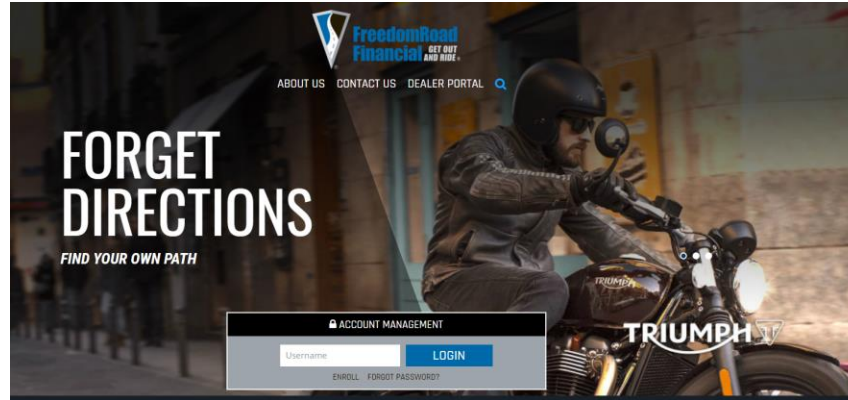 FreedomRoad
Financial GET OUT AND RIDE
ABOUT US CONTACT US DEALER PORTAL
FORGET
DIRECTIONS
FIND YOUR OWN PATH
TRIUMPH
TRIUMPH
ACCOUNT MANAGEMENT
Username LOGIN
ENROLL FORGOT PASSWORD?